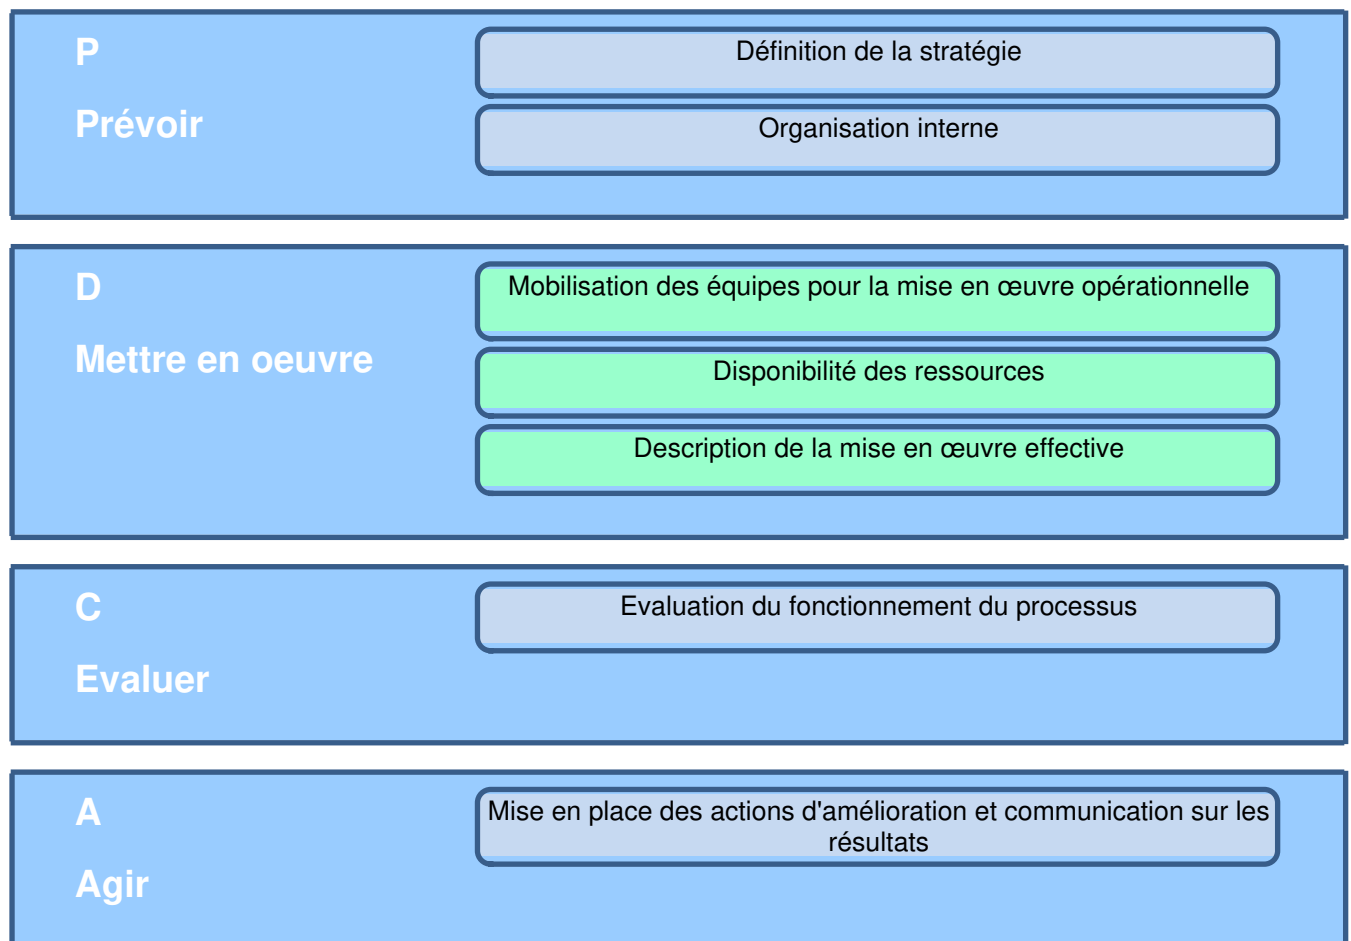 P
Prévoir
Définition de la stratégie
Organisation interne
D
Mettre en oeuvre
Mobilisation des équipes pour la mise en œuvre opérationnelle
Disponibilité des ressources
Description de la mise en œuvre effective
C
Evaluer
Evaluation du fonctionnement du processus
A
Agir
Mise en place des actions d'amélioration et communication sur les
résultats